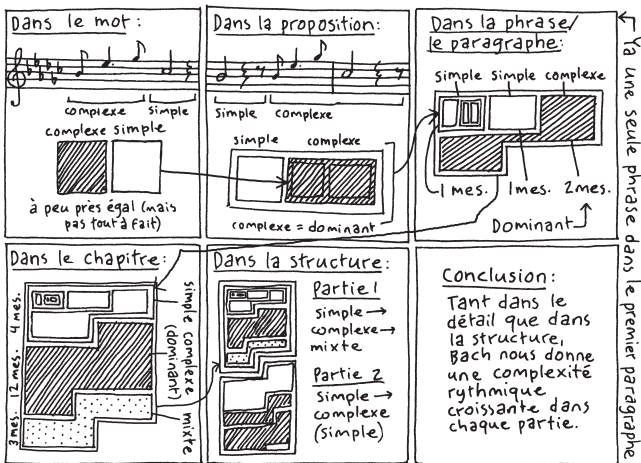 Dans le mot:
complexe simple
complexe simple
à peu près égal (mais
pas tout à fait)
Dans la proposition:
simple complexe
simple complexe
complexe = dominant
Dans la phrase/
le paragraphe:
simple simple complexe
1 mes. 1 mes. 2 mes.
Dominant
Ya une seule phrase dans le premier paragraphe
Dans le chapitre:
4 mes.
12 mes.
3 mes.
simple
complexe
(dominant)
mixte
Dans la structure:
Partie 1
simple →
complexe →
mixte
Partie 2
simple →
complexe
(simple)
Conclusion:
Tant dans le
détail que dans
la structure,
Bach nous donne
une complexité
rythmique
croissante dans
chaque partie.